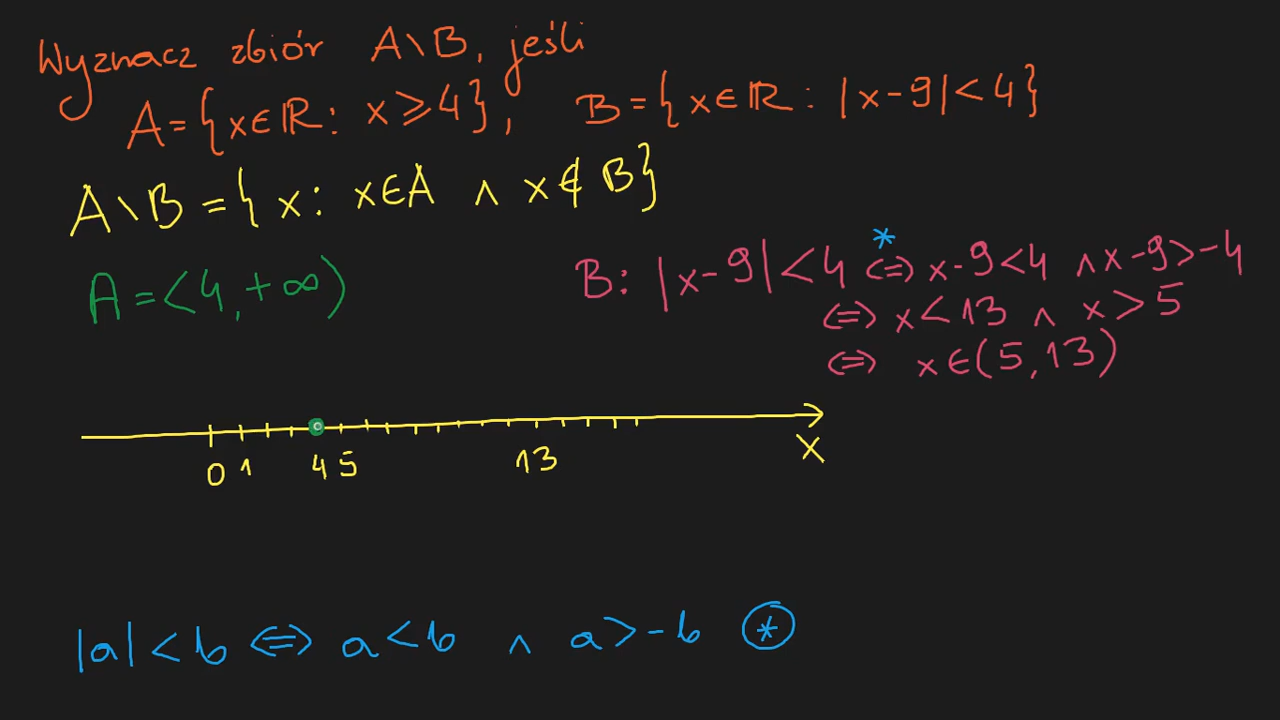 Wyznacz zbiór A\B, jeśli
A={x∈ℝ: x⩾4}, B={x∈ℝ: |x-9|<4}
A\B={x: x∈A ∧ x∉B}
A=<4,+∞)
B: |x-9|<4 ⇔* x-9<4 ∧ x-9>-4
⇔ x<13 ∧ x>5
⇔ x∈(5,13)
0 1 4 5 13 X
|a|<b ⇔ a<b ∧ a>-b *